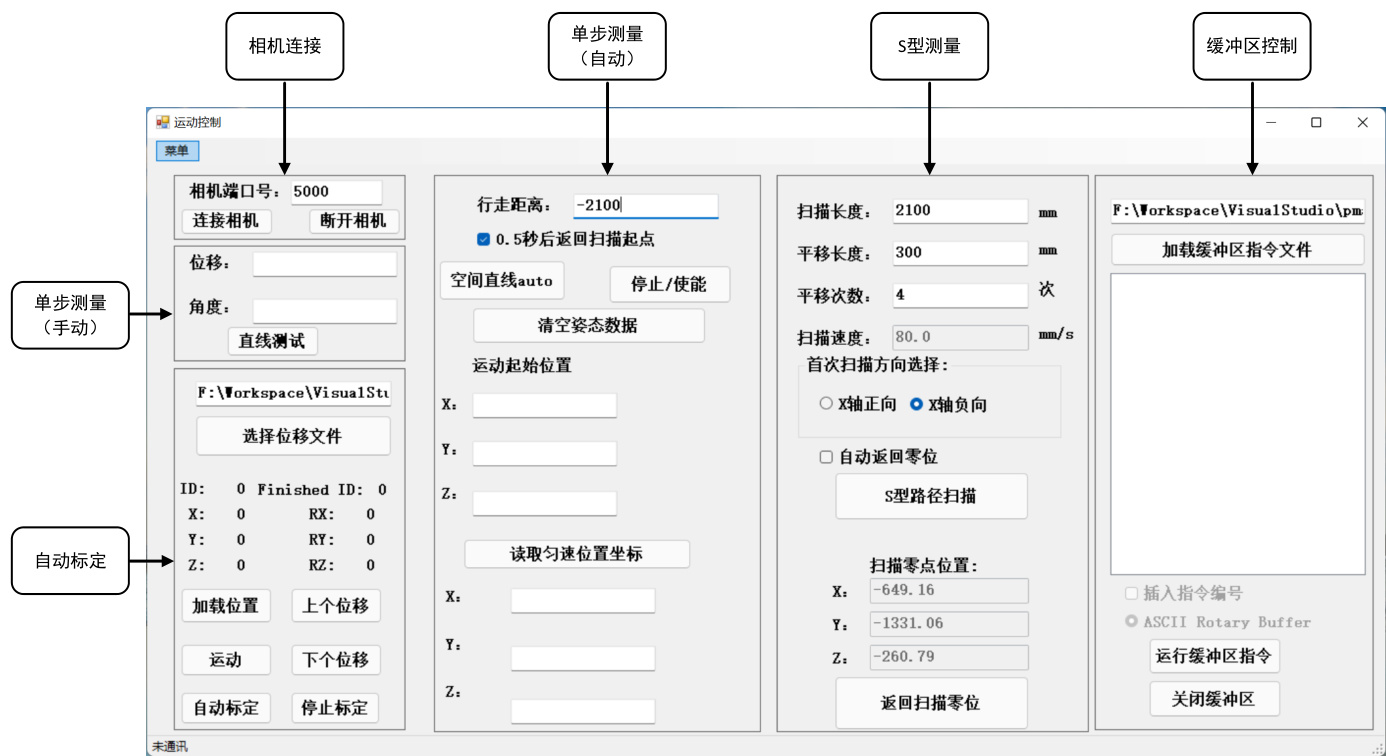 相机连接
单步测量
（自动）
S型测量
缓冲区控制
运动控制
菜单
相机端口号： 5000
连接相机 断开相机
单步测量
（手动）
位移：
角度：
直线测试
自动标定
F:\Workspace\VisualStu
选择位移文件
ID: 0 Finished ID: 0
X: 0 RX: 0
Y: 0 RY: 0
Z: 0 RZ: 0
加载位置 上个位移
运动 下个位移
自动标定 停止标定
行走距离： -2100
0.5秒后返回扫描起点
空间直线auto 停止/使能
清空姿态数据
运动起始位置
X：
Y：
Z：
读取匀速位置坐标
X：
Y：
Z：
扫描长度： 2100 mm
平移长度： 300 mm
平移次数： 4 次
扫描速度： 80.0 mm/s
首次扫描方向选择：
X轴正向 X轴负向
自动返回零位
S型路径扫描
扫描零点位置：
X： -649.16
Y： -1331.06
Z： -260.79
返回扫描零位
F:\Workspace\VisualStudio\pm
加载缓冲区指令文件
插入指令编号
ASCII Rotary Buffer
运行缓冲区指令
关闭缓冲区
未通讯